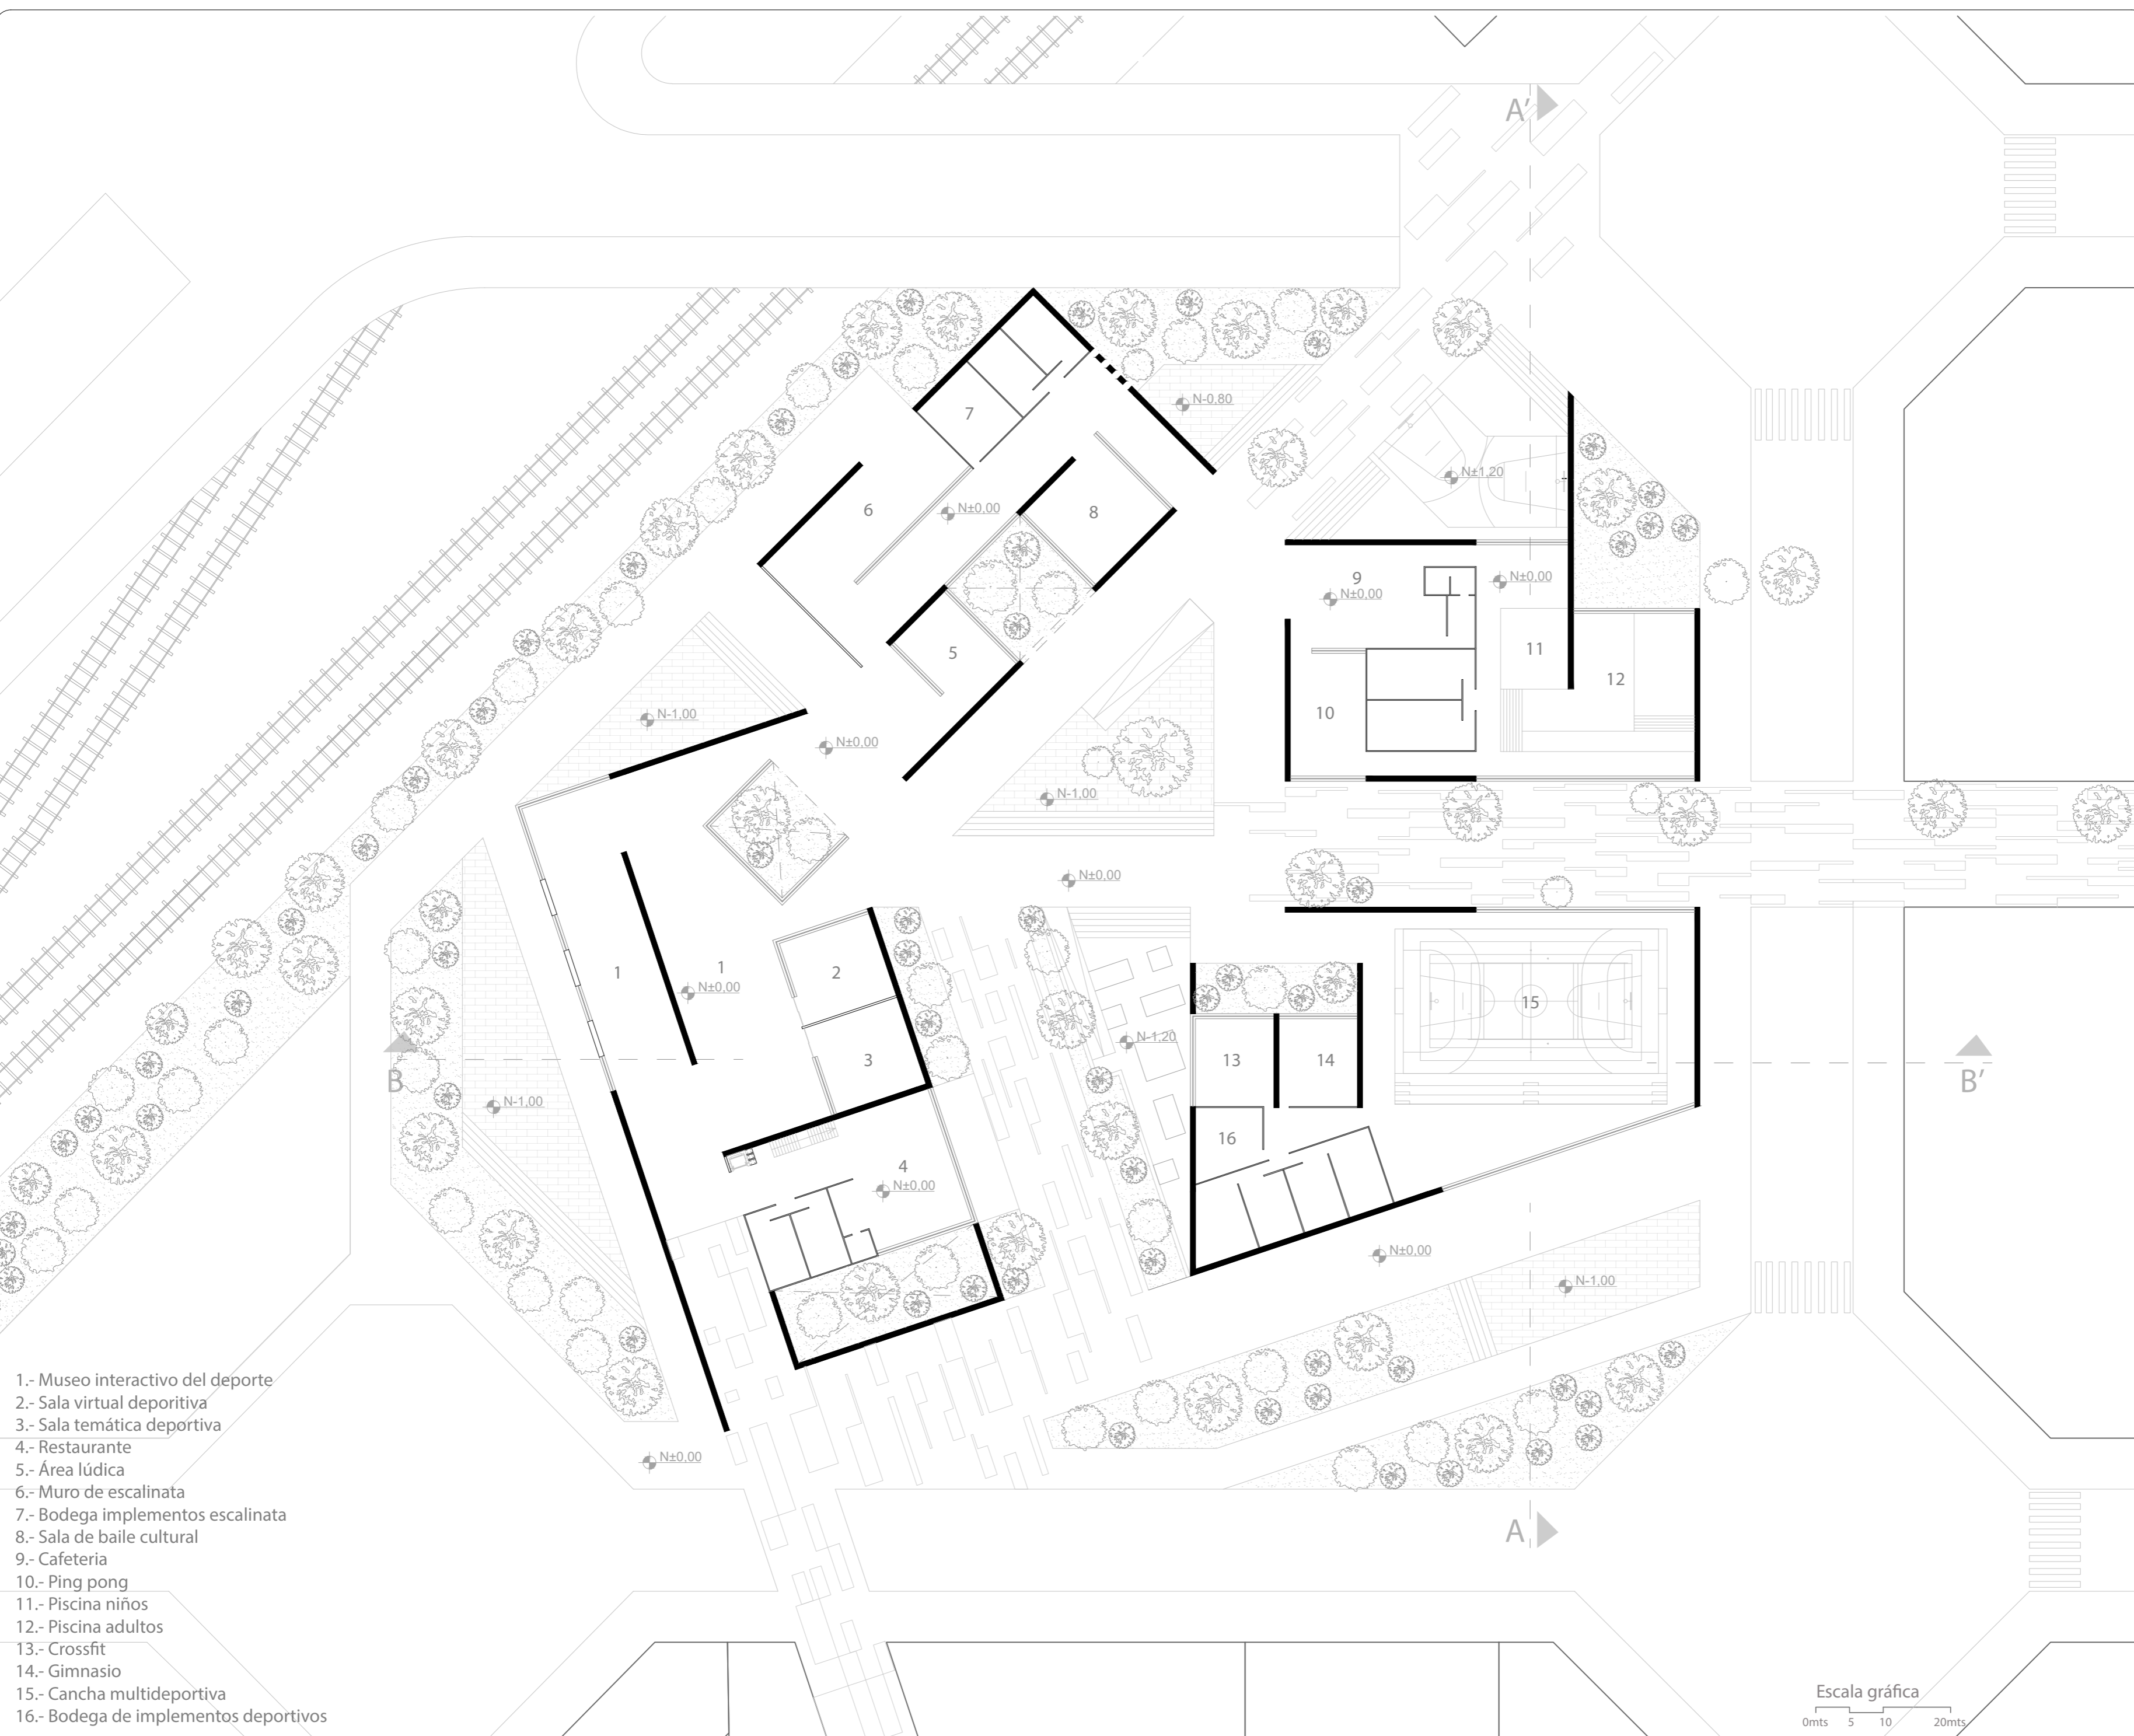 A'
N-0.80
7
N±1,20
6
N±0,00
8
9
N±0,00
N±0,00
5
11
12
10
N-1,00
N±0,00
N-1,00
N±0,00
1
1
N±0,00
2
15
N-1,20
3
13
14
B
B'
N-1,00
16
4
N±0,00
N±0,00
N-1,00
N±0,00
A
1.- Museo interactivo del deporte
2.- Sala virtual deporitiva
3.- Sala temática deportiva
4.- Restaurante
5.- Área lúdica
6.- Muro de escalinata
7.- Bodega implementos escalinata
8.- Sala de baile cultural
9.- Cafeteria
10.- Ping pong
11.- Piscina niños
12.- Piscina adultos
13.- Crossfit
14.- Gimnasio
15.- Cancha multideportiva
16.- Bodega de implementos deportivos
Escala gráfica
0mts 5 10 20mts